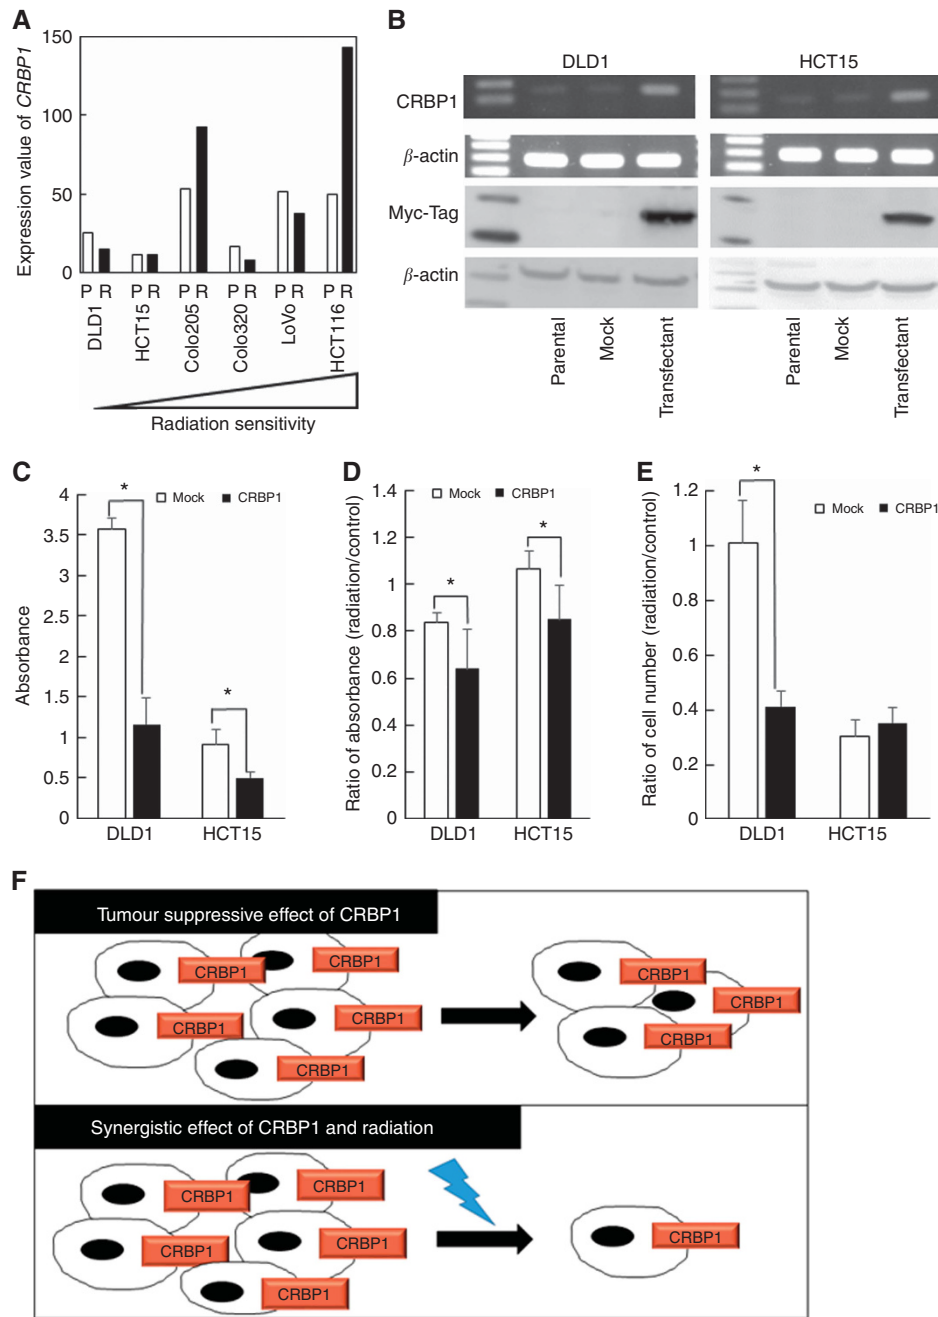 A
Expression value of CRBP1
150
100
50
0
P R P R P R P R P R P R
DLD1
HCT15
Colo205
Colo320
LoVo
HCT116
Radiation sensitivity
B
DLD1
HCT15
CRBP1
β-actin
Myc-Tag
β-actin
Parental
Mock
Transfectant
Parental
Mock
Transfectant
C
Mock
CRBP1
Absorbance
4
3.5
3
2.5
2
1.5
1
0.5
0
*
*
DLD1
HCT15
D
Mock
CRBP1
Ratio of absorbance (radiation/control)
1.4
1.2
1
0.8
0.6
0.4
0.2
0
*
*
DLD1
HCT15
E
Mock
CRBP1
Ratio of cell number (radiation/control)
1.2
1
0.8
0.6
0.4
0.2
0
*
DLD1
HCT15
F
Tumour suppressive effect of CRBP1
CRBP1
CRBP1
CRBP1
CRBP1
CRBP1
CRBP1
CRBP1
CRBP1
Synergistic effect of CRBP1 and radiation
CRBP1
CRBP1
CRBP1
CRBP1
CRBP1
CRBP1